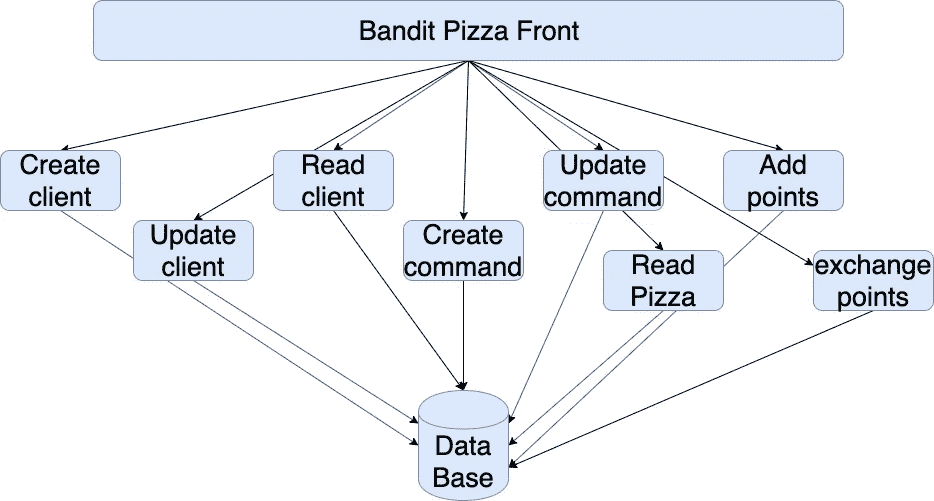 Bandit Pizza Front
Create
client
Read
client
Update
command
Add
points
Update
client
Create
command
Read
Pizza
exchange
points
Data
Base